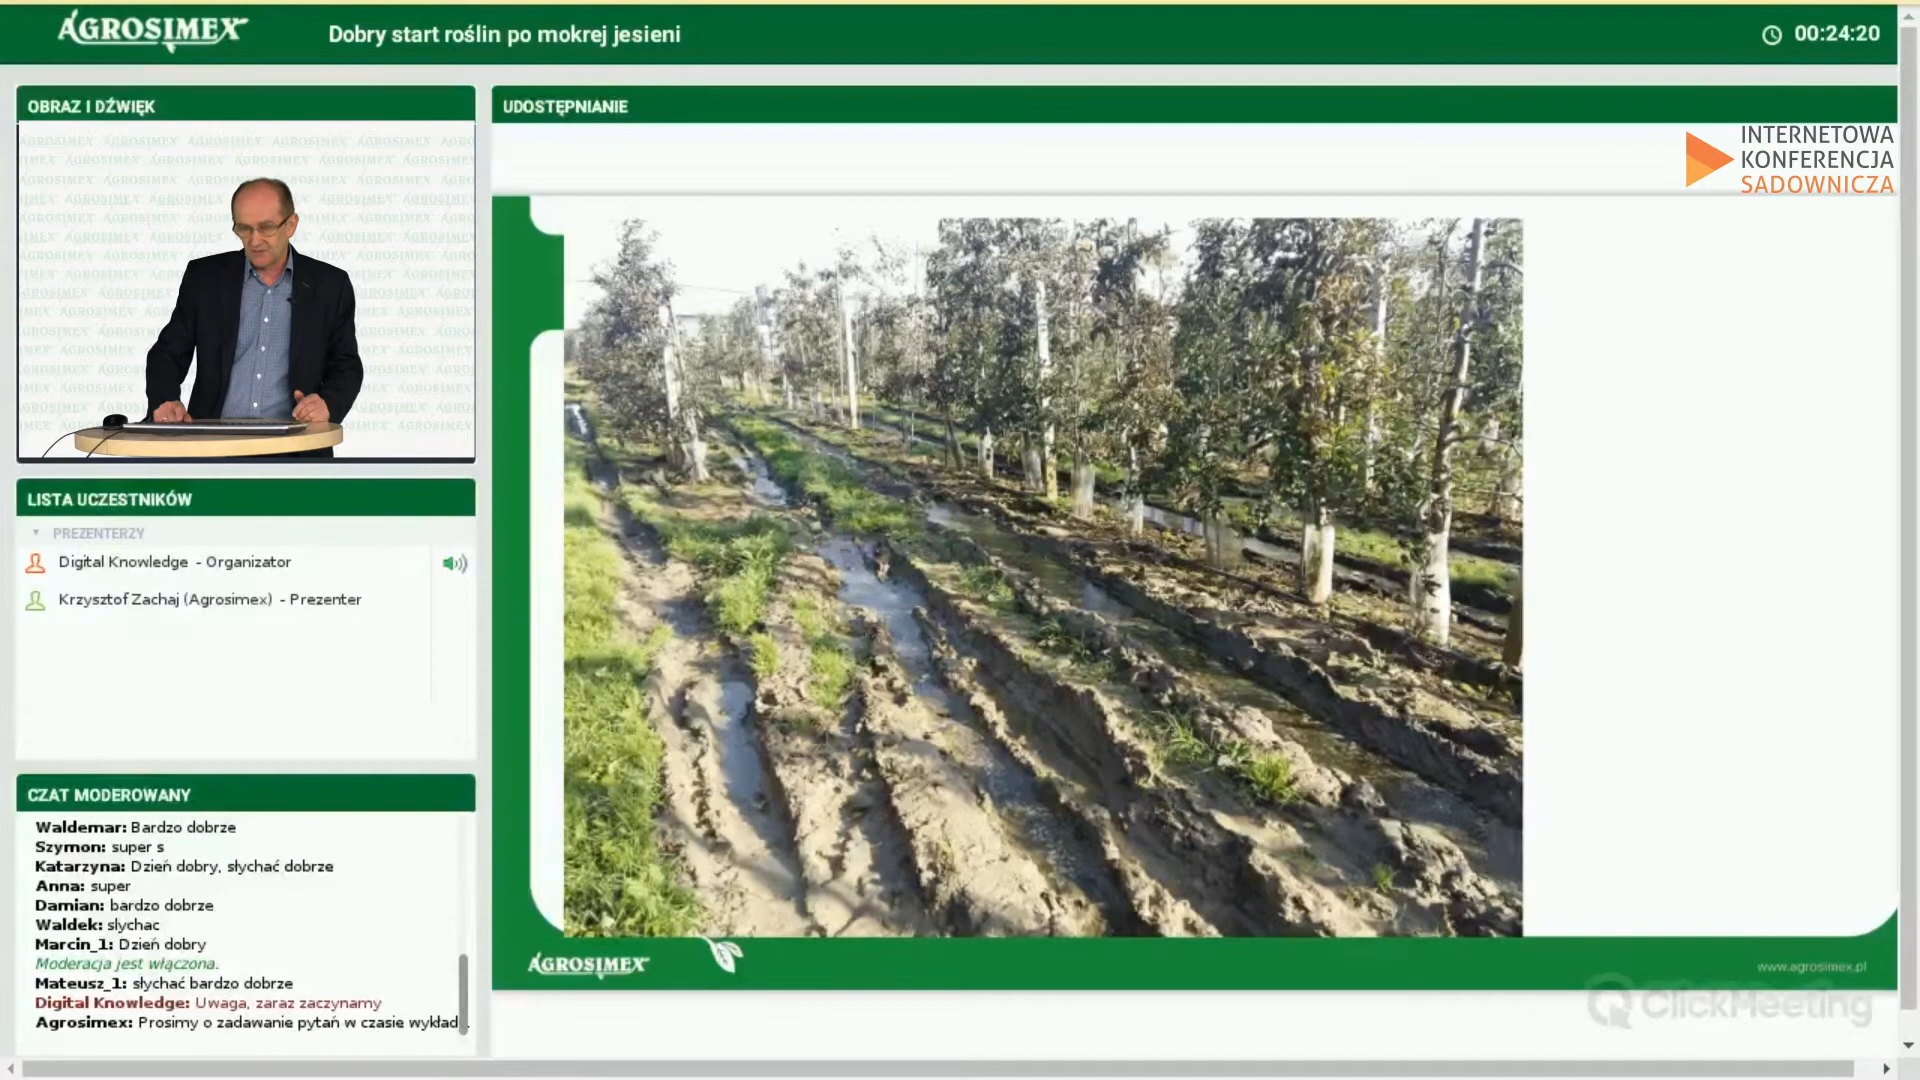 AGROSIMEX
Dobry start roślin po mokrej jesieni
00:24:20
OBRAZ I DŹWIĘK
UDOSTĘPNIANIE
INTERNETOWA
KONFERENCJA
SADOWNICZA
LISTA UCZESTNIKÓW
PREZENTERZY
Digital Knowledge - Organizator
Krzysztof Zachaj (Agrosimex) - Prezenter
CZAT MODEROWANY
Waldemar: Bardzo dobrze
Szymon: super s
Katarzyna: Dzień dobry, słychać dobrze
Anna: super
Damian: bardzo dobrze
Waldek: slychac
Marcin_1: Dzień dobry
Moderacja jest włączona.
Mateusz_1: słychać bardzo dobrze
Digital Knowledge: Uwaga, zaraz zaczynamy
Agrosimex: Prosimy o zadawanie pytań w czasie wykład
AGROSIMEX
www.agrosimex.pl
ClickMeeting